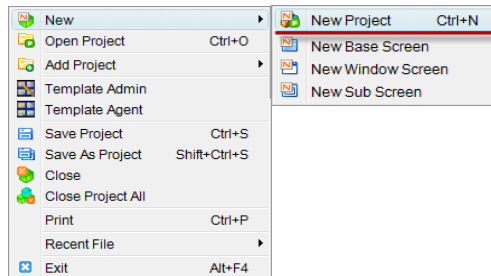 New
Open Project Ctrl+O
Add Project
Template Admin
Template Agent
Save Project Ctrl+S
Save As Project Shift+Ctrl+S
Close
Close Project All
Print Ctrl+P
Recent File
Exit Alt+F4
New Project Ctrl+N
New Base Screen
New Window Screen
New Sub Screen